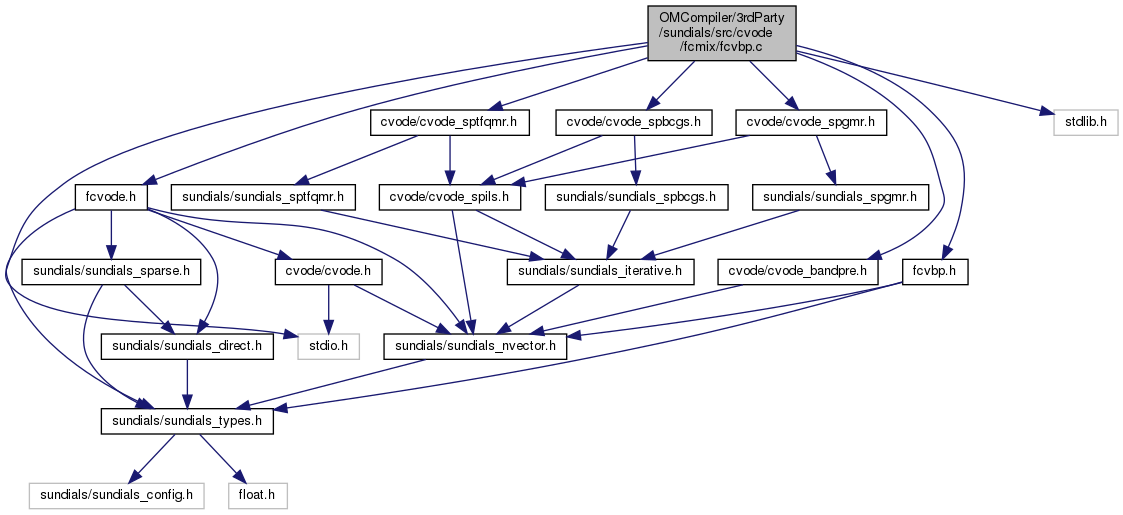 OMCompiler/3rdParty
/sundials/src/cvode
/fcmix/fcvbp.c
cvode/cvode_sptfqmr.h
cvode/cvode_spbcgs.h
cvode/cvode_spgmr.h
stdlib.h
fcvode.h
sundials/sundials_sptfqmr.h
cvode/cvode_spils.h
sundials/sundials_spbcgs.h
sundials/sundials_spgmr.h
sundials/sundials_sparse.h
cvode/cvode.h
sundials/sundials_iterative.h
cvode/cvode_bandpre.h
fcvbp.h
sundials/sundials_direct.h
stdio.h
sundials/sundials_nvector.h
sundials/sundials_types.h
sundials/sundials_config.h
float.h